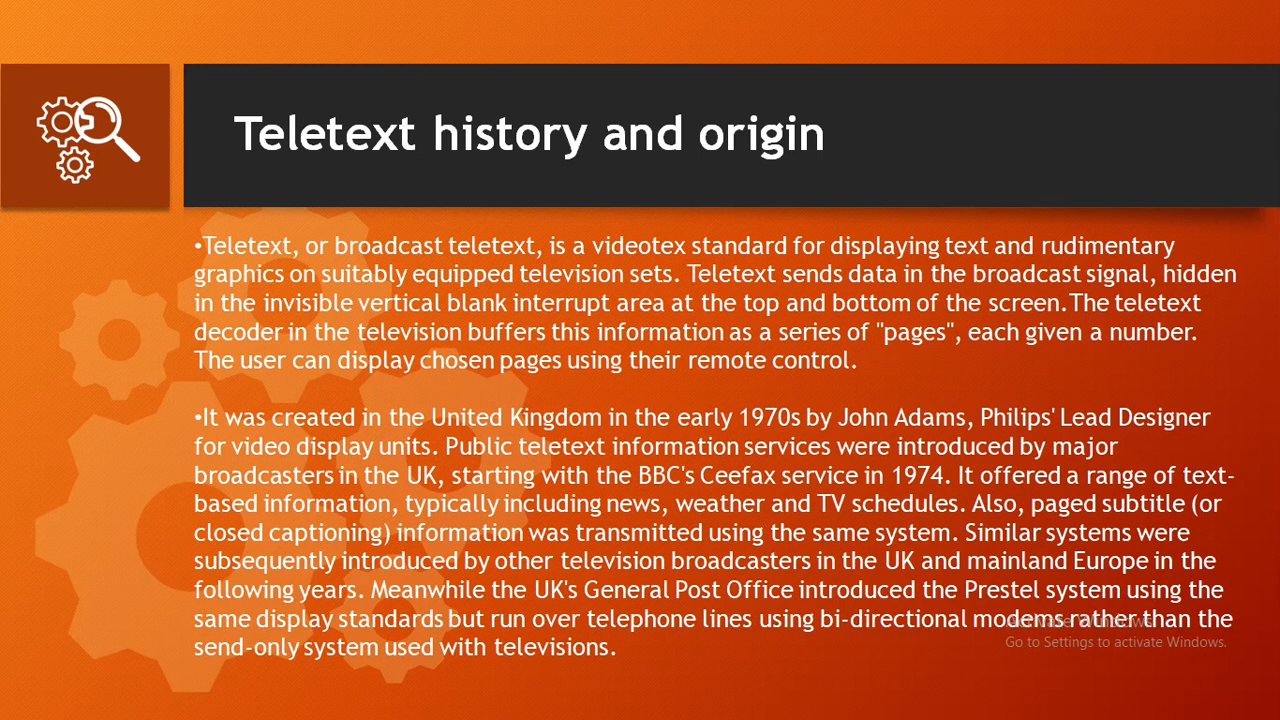 Teletext history and origin
•Teletext, or broadcast teletext, is a videotex standard for displaying text and rudimentary
graphics on suitably equipped television sets. Teletext sends data in the broadcast signal, hidden
in the invisible vertical blank interrupt area at the top and bottom of the screen.The teletext
decoder in the television buffers this information as a series of "pages", each given a number.
The user can display chosen pages using their remote control.
•It was created in the United Kingdom in the early 1970s by John Adams, Philips' Lead Designer
for video display units. Public teletext information services were introduced by major
broadcasters in the UK, starting with the BBC's Ceefax service in 1974. It offered a range of text-
based information, typically including news, weather and TV schedules. Also, paged subtitle (or
closed captioning) information was transmitted using the same system. Similar systems were
subsequently introduced by other television broadcasters in the UK and mainland Europe in the
following years. Meanwhile the UK's General Post Office introduced the Prestel system using the
same display standards but run over telephone lines using bi-directional modems rather than the
send-only system used with televisions.
Activate Windows
Go to Settings to activate Windows.